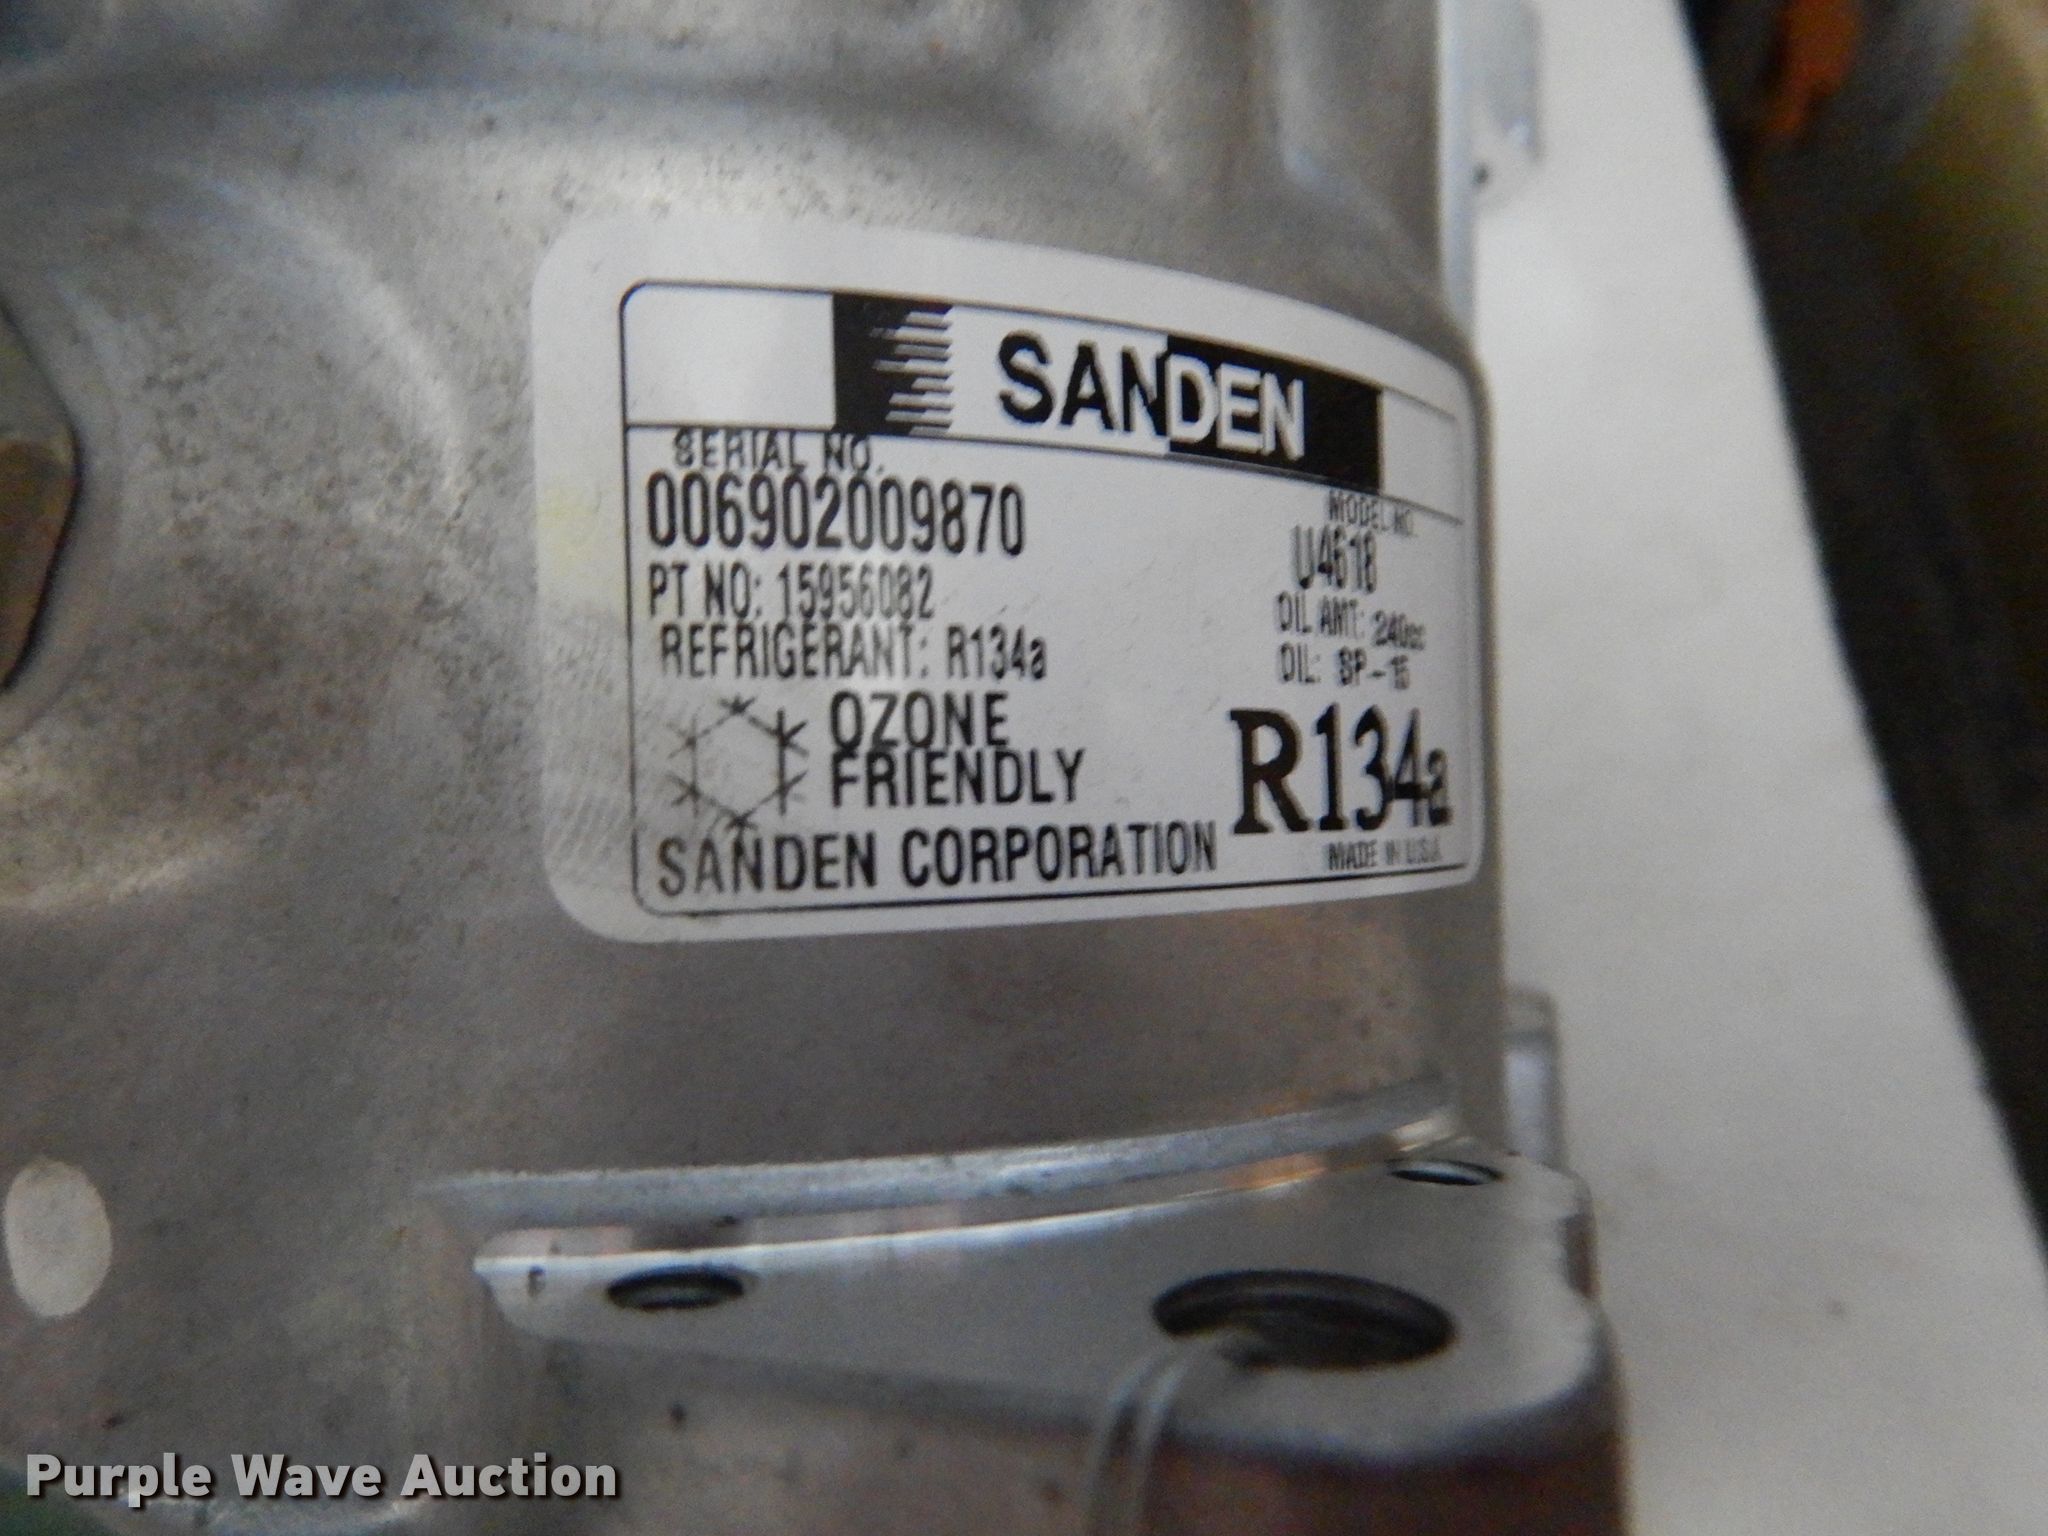 SANDEN
SERIAL NO.
006902009870
MODEL NO.
U4618
PT NO: 15956082
OIL AMT: 240cc
REFRIGERANT: R134a
OIL: SP-15
OZONE
FRIENDLY
R134a
SANDEN CORPORATION
MADE IN U.S.A.
F
Purple Wave Auction